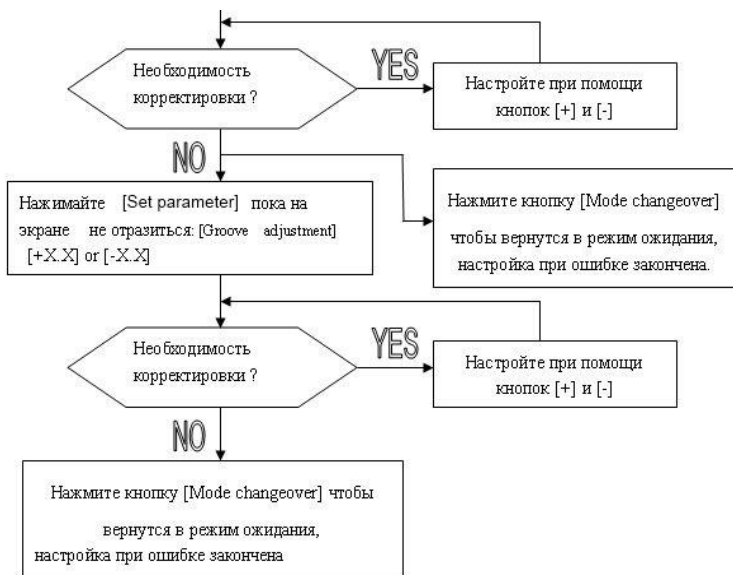 Необходимость
корректировки ?
YES
Настройте при помощи
кнопок [+] и [-]
NO
Нажимайте [Set parameter] пока на
экране не отразиться: [Groove adjustment]
[+X.X] or [-X.X]
Нажмите кнопку [Mode changeover]
чтобы вернутся в режим ожидания,
настройка при ошибке закончена.
Необходимость
корректировки ?
YES
Настройте при помощи
кнопок [+] и [-]
NO
Нажмите кнопку [Mode changeover] чтобы
вернутся в режим ожидания,
настройка при ошибке закончена